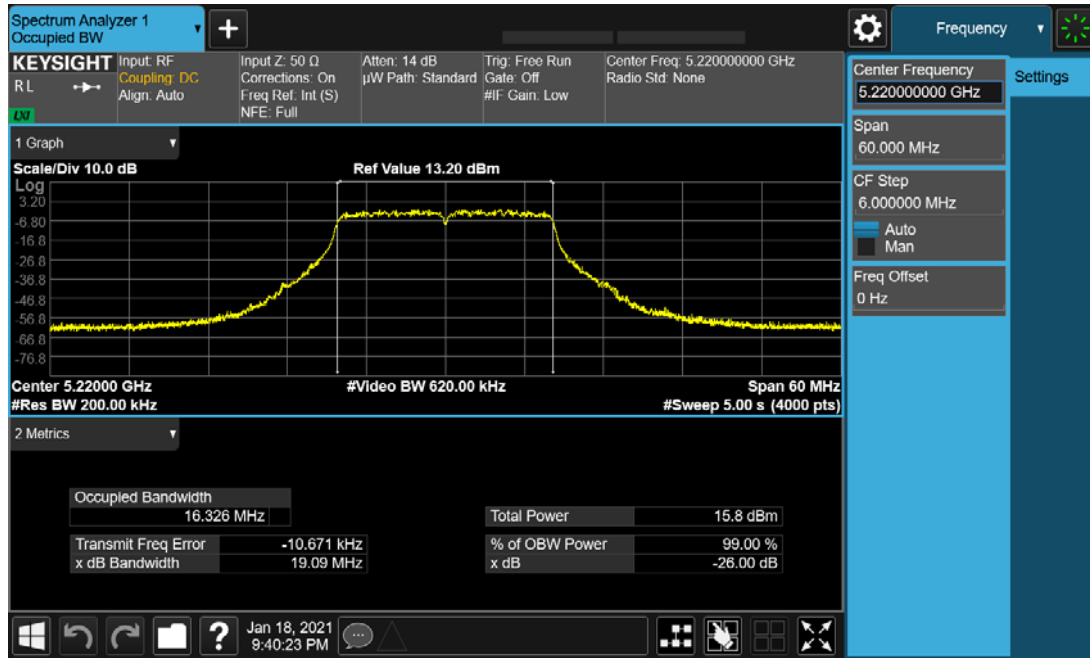 Spectrum Analyzer 1
Occupied BW
+
Frequency
KEYSIGHT
RL
LXI
Input: RF
Coupling: DC
Align: Auto
Input Z: 50 Ω
Corrections: On
Freq Ref: Int (S)
NFE: Full
Atten: 14 dB
µW Path: Standard
Trig: Free Run
Gate: Off
#IF Gain: Low
Center Freq: 5.220000000 GHz
Radio Std: None
Center Frequency
5.220000000 GHz
Settings
Span
60.000 MHz
CF Step
6.000000 MHz
Auto
Man
Freq Offset
0 Hz
1 Graph
Scale/Div 10.0 dB
Ref Value 13.20 dBm
Log
3.20
-6.80
-16.8
-26.8
-36.8
-46.8
-56.8
-66.8
-76.8
Center 5.22000 GHz
#Video BW 620.00 kHz
Span 60 MHz
#Res BW 200.00 kHz
#Sweep 5.00 s (4000 pts)
2 Metrics
Occupied Bandwidth
16.326 MHz
Total Power 15.8 dBm
Transmit Freq Error -10.671 kHz
% of OBW Power 99.00 %
x dB Bandwidth 19.09 MHz
x dB -26.00 dB
?
Jan 18, 2021
9:40:23 PM